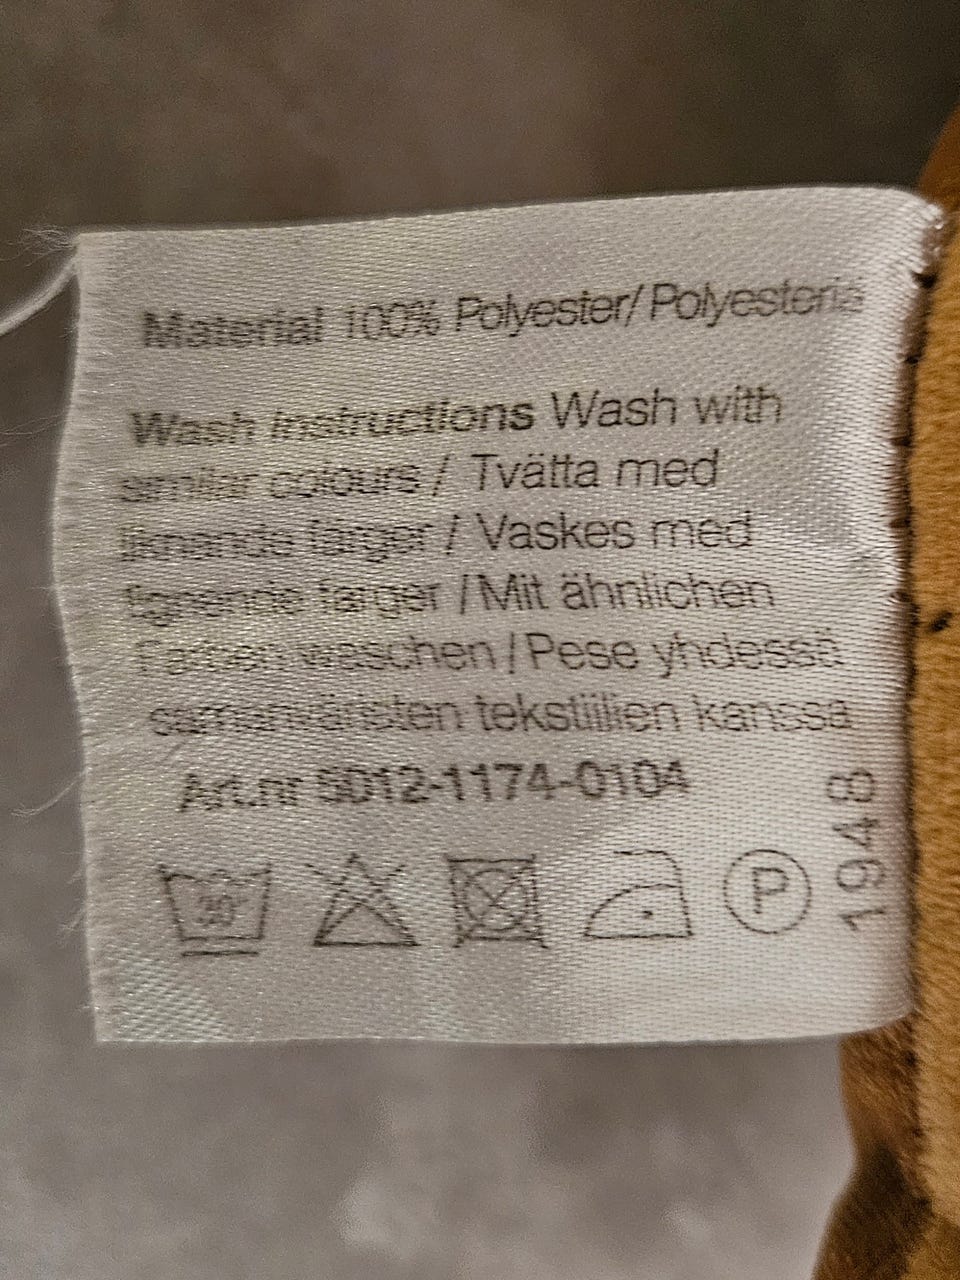 Material 100% Polyester/Polyesteriä
Wash instructions Wash with
similar colours / Tvätta med
liknande färger / Vaskes med
lignende farger / Mit ähnlichen
Farben waschen / Pese yhdessä
samanväristen tekstiilien kanssa
Art.nr 5012-1174-0104
30°
P
1948